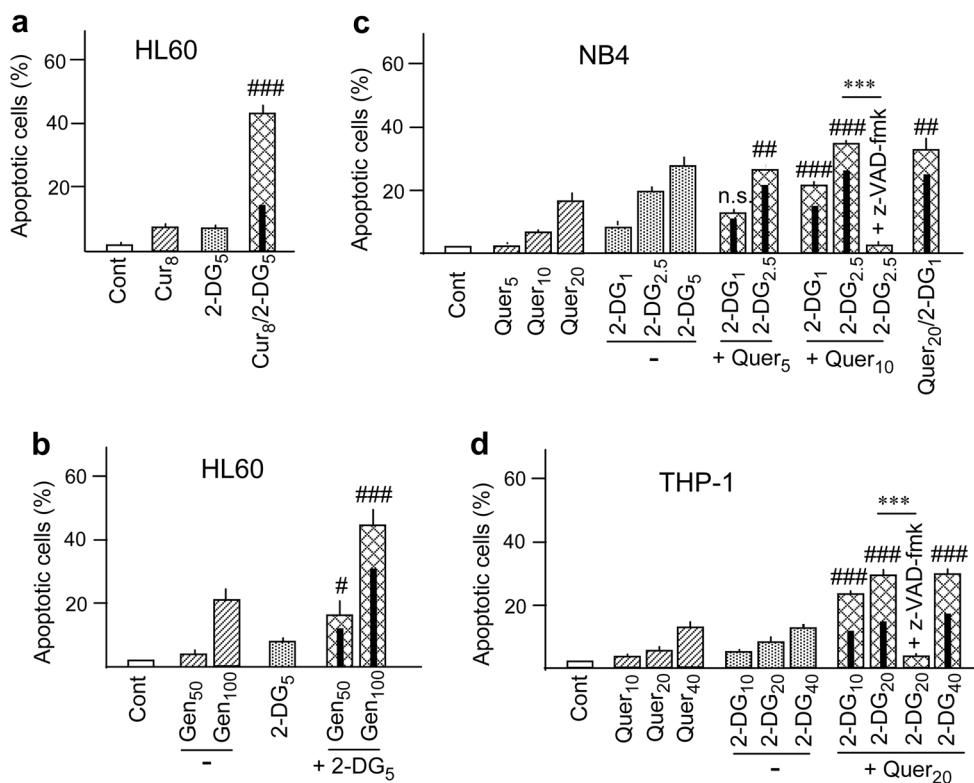 a
HL60
Apoptotic cells (%)
60
40
20
###
Cont
Cur8
2-DG5
Cur8/2-DG5
c
NB4
Apoptotic cells (%)
60
40
20
n.s.
##
###
###
***
+ z-VAD-fmk
##
Cont
Quer5
Quer10
Quer20
2-DG1
2-DG2.5
2-DG5
2-DG1
2-DG2.5
2-DG1
2-DG2.5
2-DG2.5
Quer20/2-DG1
-
+ Quer5
+ Quer10
b
HL60
Apoptotic cells (%)
60
40
20
#
###
Cont
Gen50
Gen100
2-DG5
Gen50
Gen100
-
+ 2-DG5
d
THP-1
Apoptotic cells (%)
60
40
20
###
###
***
+ z-VAD-fmk
###
Cont
Quer10
Quer20
Quer40
2-DG10
2-DG20
2-DG40
2-DG10
2-DG20
2-DG20
2-DG40
-
+ Quer20